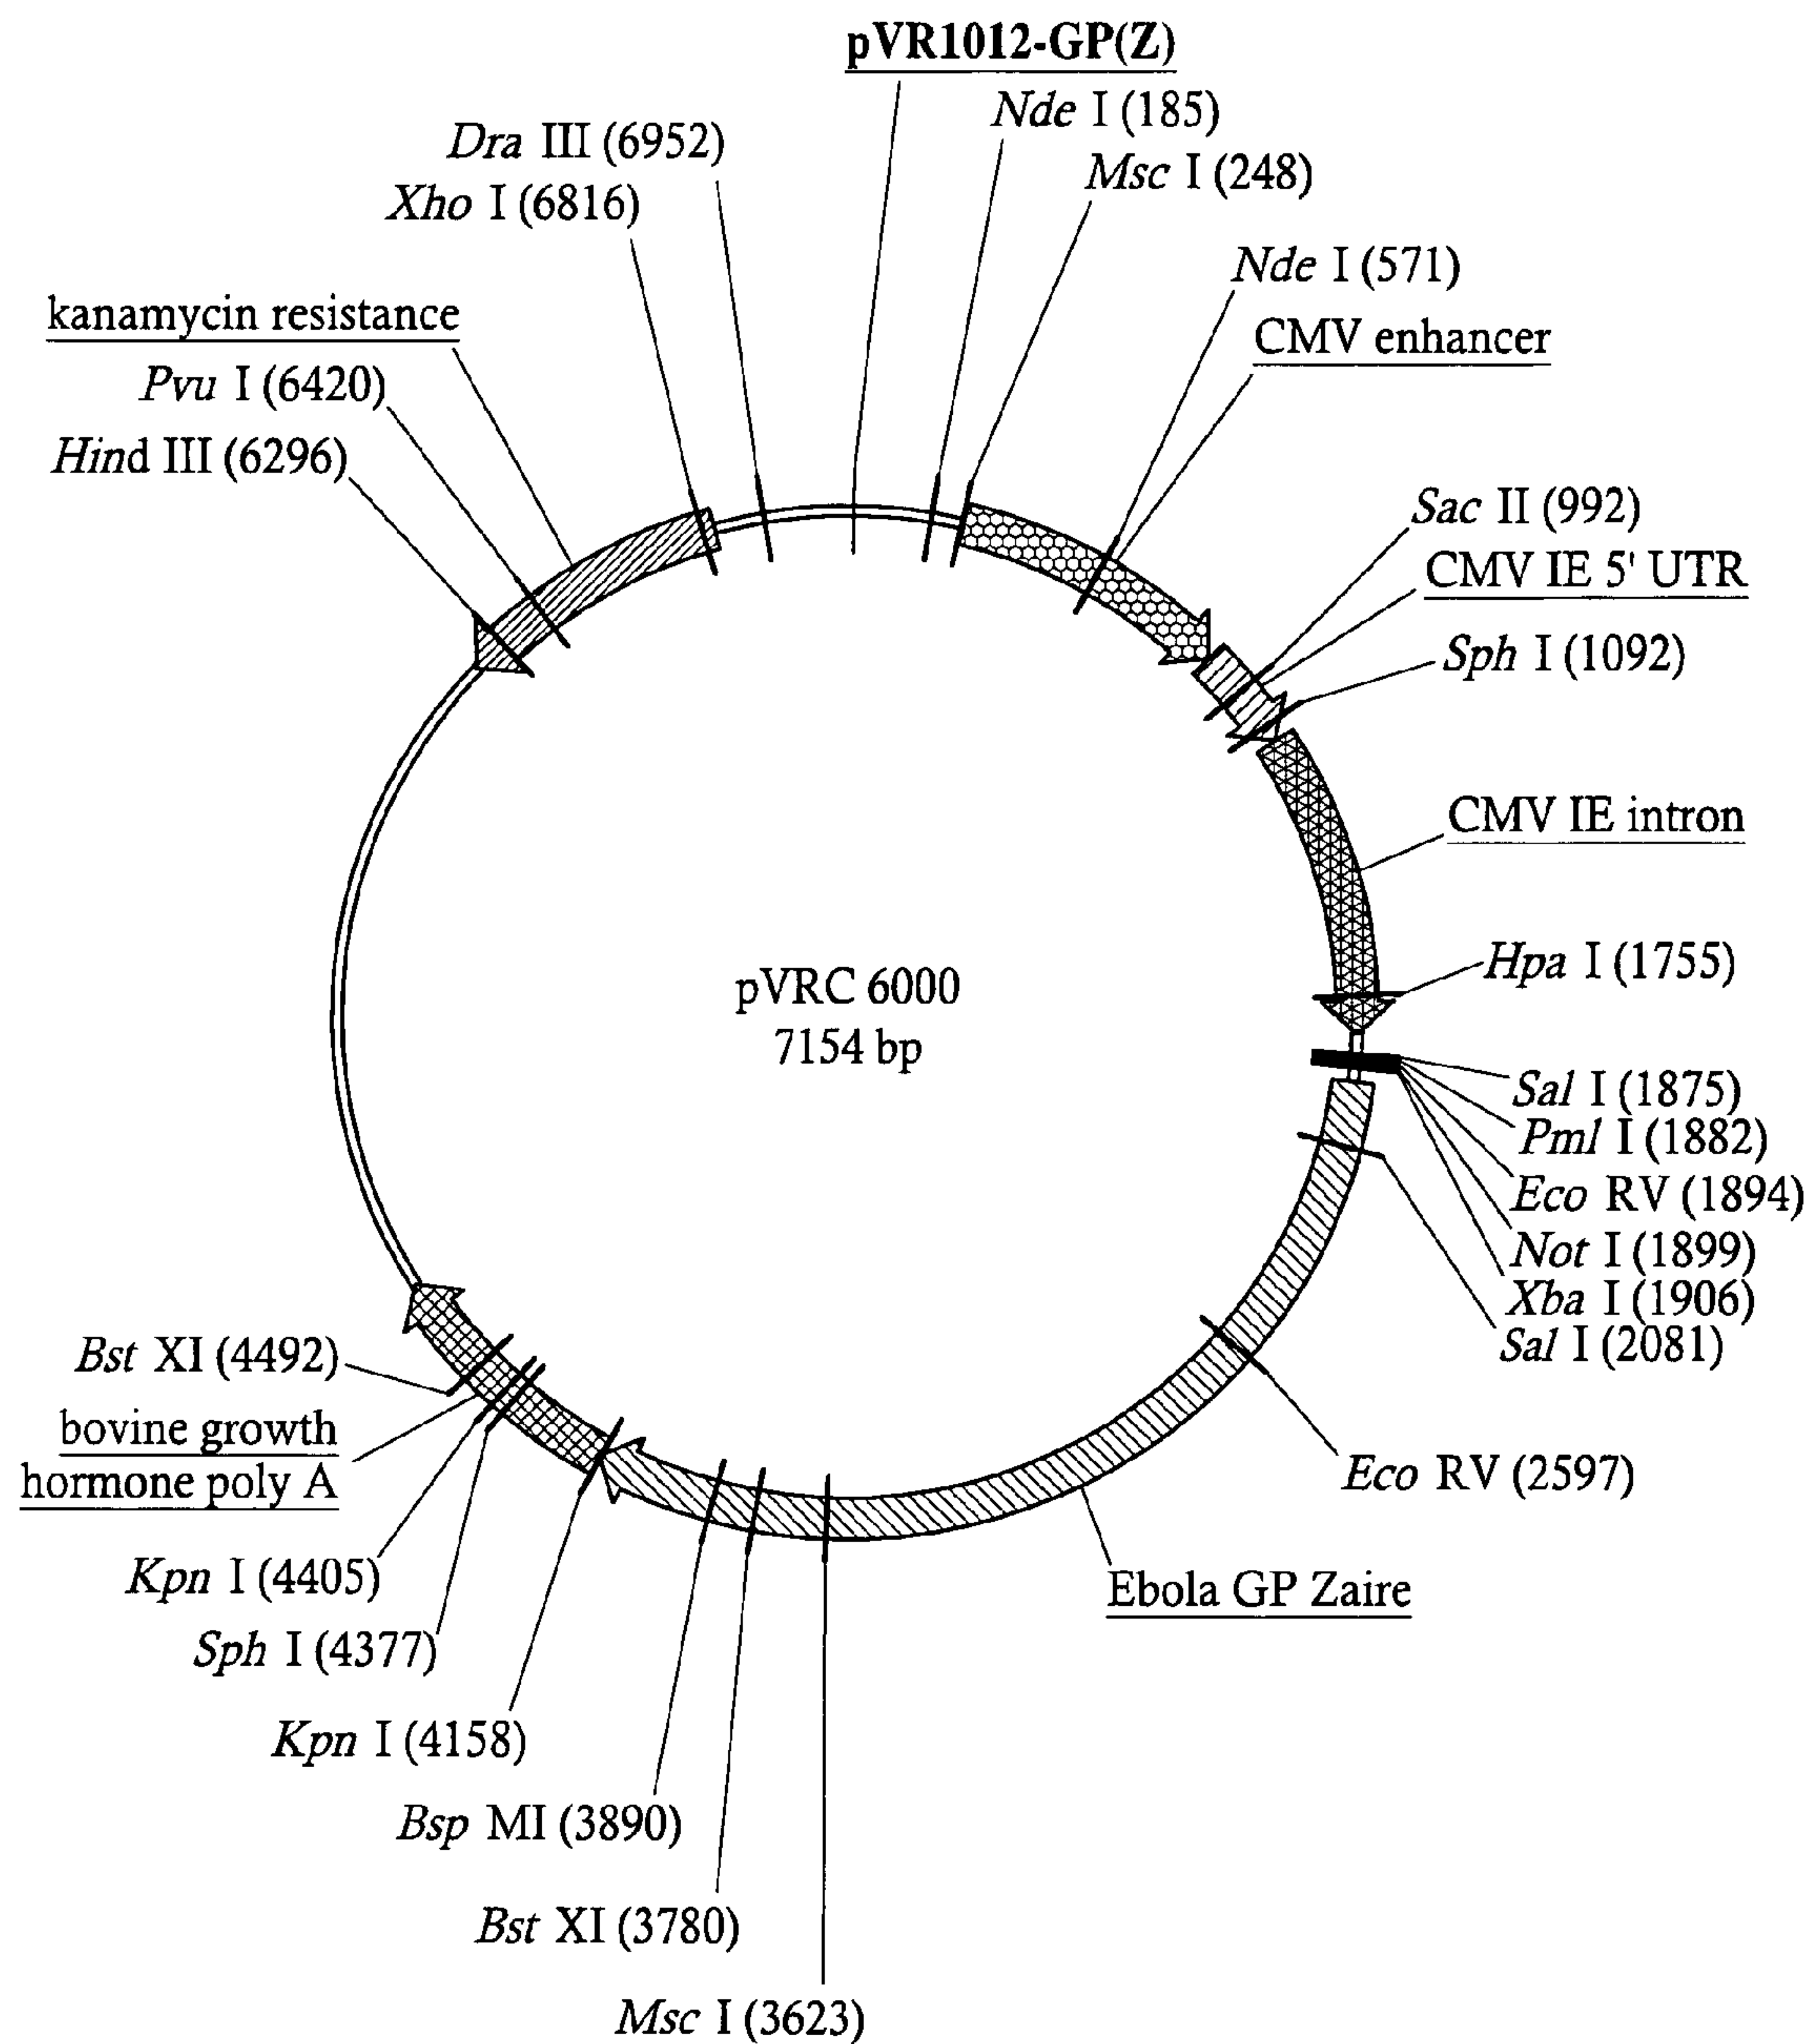 pVR1012-GP(Z)
Nde I (185)
Msc I (248)
Nde I (571)
CMV enhancer
Sac II (992)
CMV IE 5' UTR
Sph I (1092)
CMV IE intron
Hpa I (1755)
Sal I (1875)
Pml I (1882)
Eco RV (1894)
Not I (1899)
Xba I (1906)
Sal I (2081)
Eco RV (2597)
Ebola GP Zaire
Msc I (3623)
Bst XI (3780)
Bsp MI (3890)
Kpn I (4158)
Sph I (4377)
Kpn I (4405)
bovine growth
hormone poly A
Bst XI (4492)
Hind III (6296)
Pvu I (6420)
kanamycin resistance
Xho I (6816)
Dra III (6952)
pVRC 6000
7154 bp